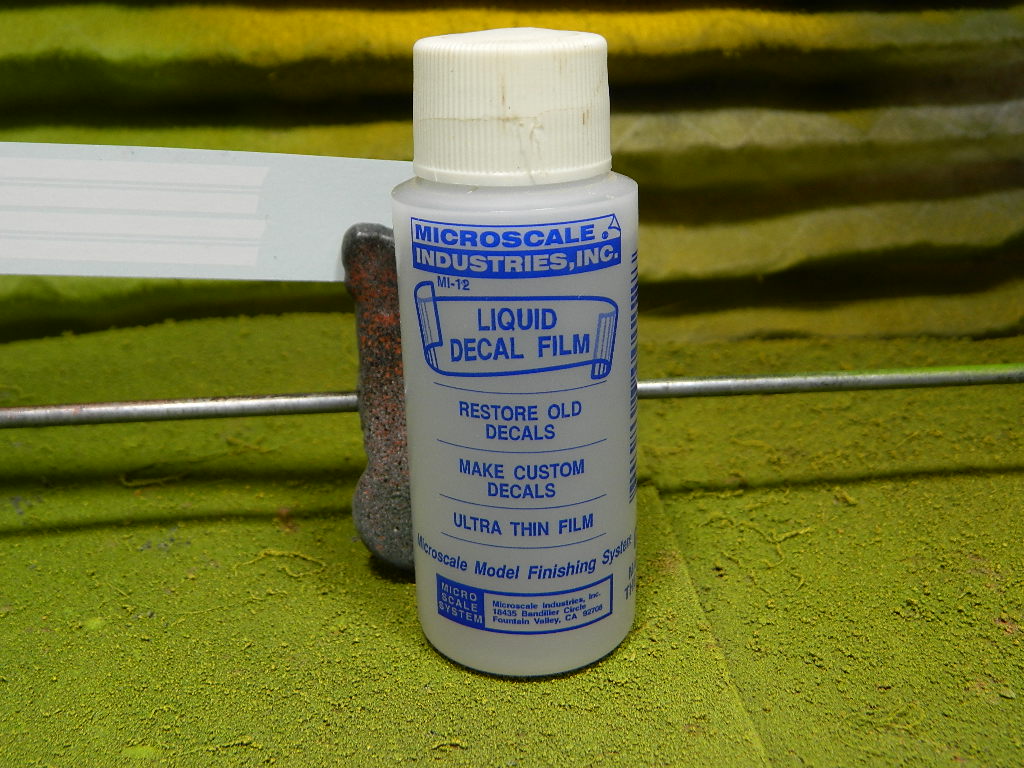 MICROSCALE ®
INDUSTRIES, INC.
MI-12
LIQUID
DECAL FILM
RESTORE OLD
DECALS
MAKE CUSTOM
DECALS
ULTRA THIN FILM
Microscale Model Finishing System
MICRO
SCALE
SYSTEM
Microscale Industries, Inc.
18435 Bandilier Circle
Fountain Valley, CA 92708